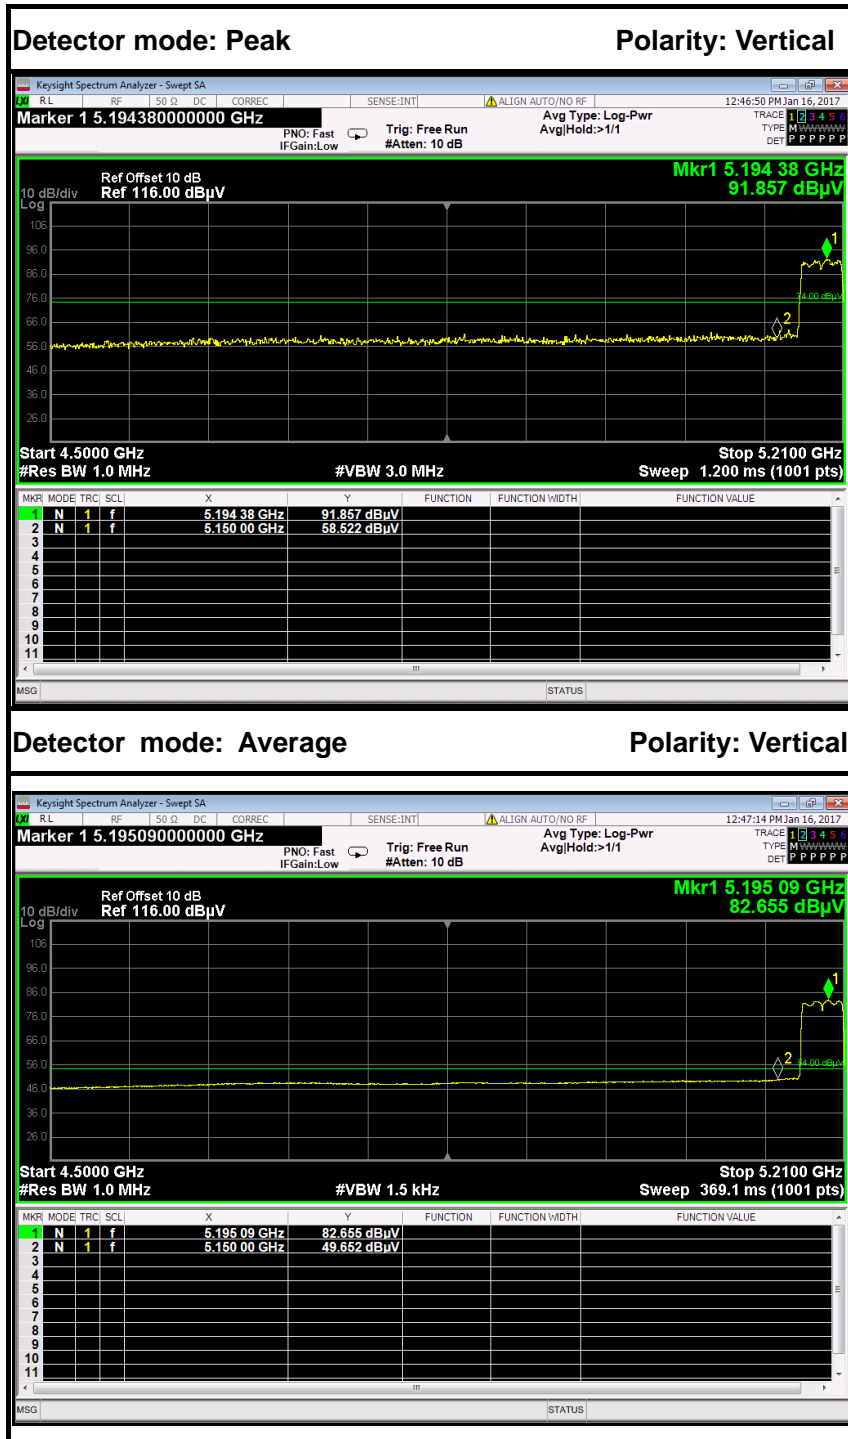 Detector mode: Peak Polarity: Vertical
Keysight Spectrum Analyzer - Swept SA
LXI RL RF 50 Ω DC CORREC SENSE:INT ALIGN AUTO/NO RF 12:46:50 PM Jan 16, 2017
Marker 1 5.194380000000 GHz Avg Type: Log-Pwr TRACE 1 2 3 4 5 6
PNO: Fast Trig: Free Run Avg|Hold:>1/1 TYPE M WWWWW
IFGain:Low #Atten: 10 dB DET P P P P P P
Mkr1 5.194 38 GHz
Ref Offset 10 dB
10 dB/div Ref 116.00 dBµV 91.857 dBµV
Log
106
1
96.0
86.0
76.0
74.00 dBµV
66.0
2
56.0
46.0
36.0
26.0
Start 4.5000 GHz Stop 5.2100 GHz
#Res BW 1.0 MHz #VBW 3.0 MHz Sweep 1.200 ms (1001 pts)
MKR MODE TRC SCL X Y FUNCTION FUNCTION WIDTH FUNCTION VALUE
1 N 1 f 5.194 38 GHz 91.857 dBµV
2 N 1 f 5.150 00 GHz 58.522 dBµV
3
4
5
6
7
8
9
10
11
MSG STATUS
Detector mode: Average Polarity: Vertical
Keysight Spectrum Analyzer - Swept SA
LXI RL RF 50 Ω DC CORREC SENSE:INT ALIGN AUTO/NO RF 12:47:14 PM Jan 16, 2017
Marker 1 5.195090000000 GHz Avg Type: Log-Pwr TRACE 1 2 3 4 5 6
PNO: Fast Trig: Free Run Avg|Hold:>1/1 TYPE M WWWWW
IFGain:Low #Atten: 10 dB DET P P P P P P
Mkr1 5.195 09 GHz
Ref Offset 10 dB
10 dB/div Ref 116.00 dBµV 82.655 dBµV
Log
106
96.0
1
86.0
76.0
66.0
56.0
2
54.00 dBµV
46.0
36.0
26.0
Start 4.5000 GHz Stop 5.2100 GHz
#Res BW 1.0 MHz #VBW 1.5 kHz Sweep 369.1 ms (1001 pts)
MKR MODE TRC SCL X Y FUNCTION FUNCTION WIDTH FUNCTION VALUE
1 N 1 f 5.195 09 GHz 82.655 dBµV
2 N 1 f 5.150 00 GHz 49.652 dBµV
3
4
5
6
7
8
9
10
11
MSG STATUS